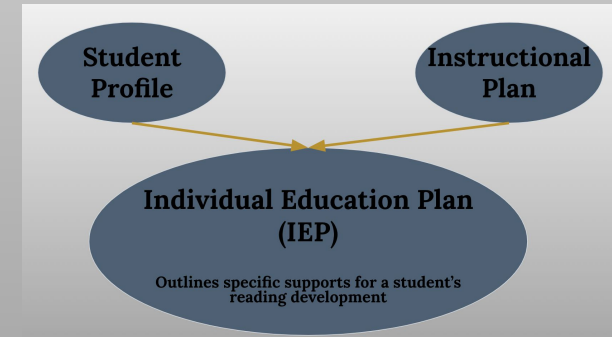 Student
Profile
Instructional
Plan
Individual Education Plan
(IEP)
Outlines specific supports for a student's
reading development